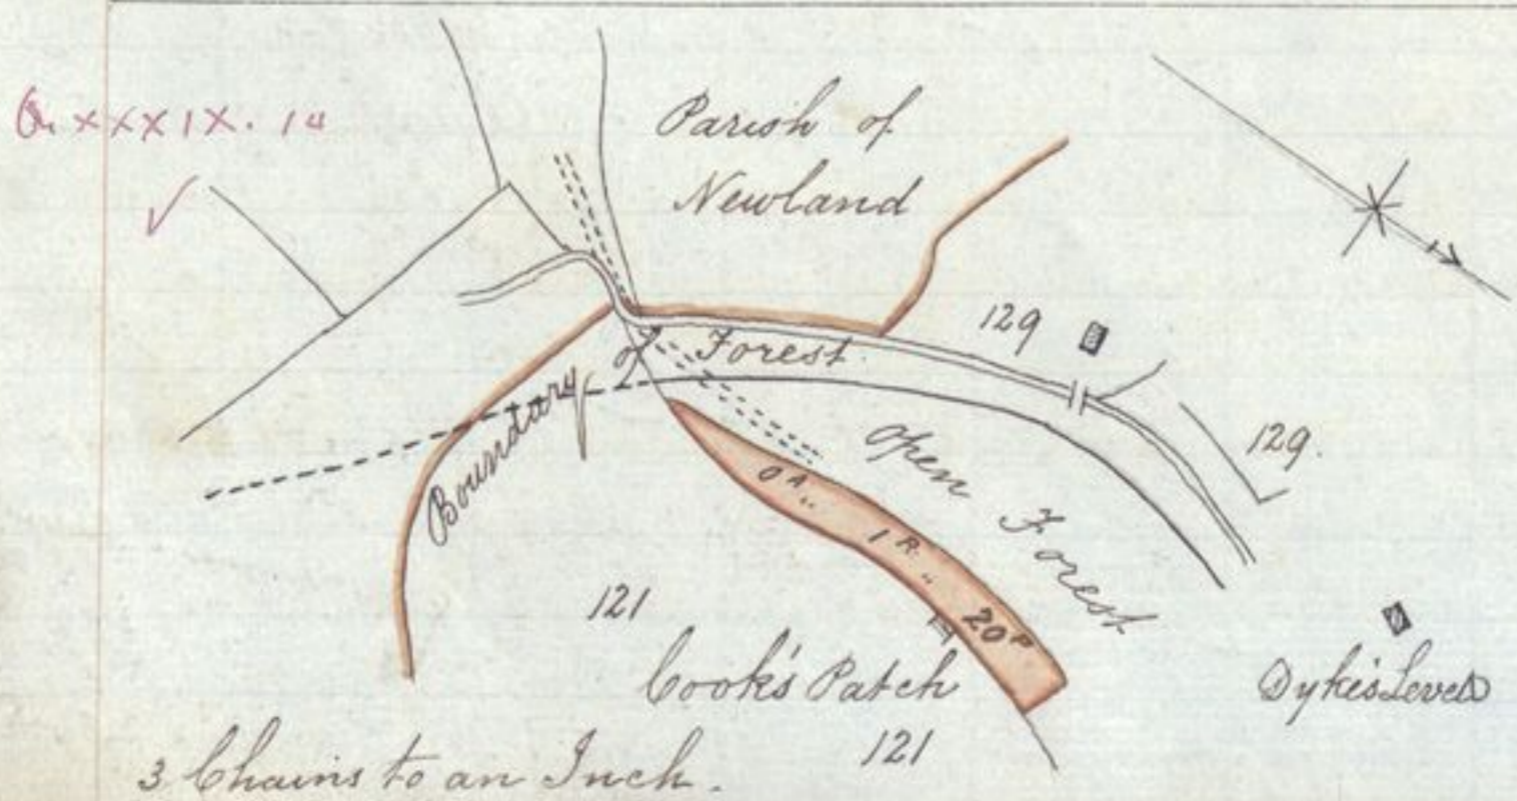 XXXIX. 14
Parish of
Newland
129
129.
Boundary of Forest.
Open Forest
0 A. 1 R. 20 P
121
Cook's Patch
121
Dyke's Level
3 Chains to an Inch.